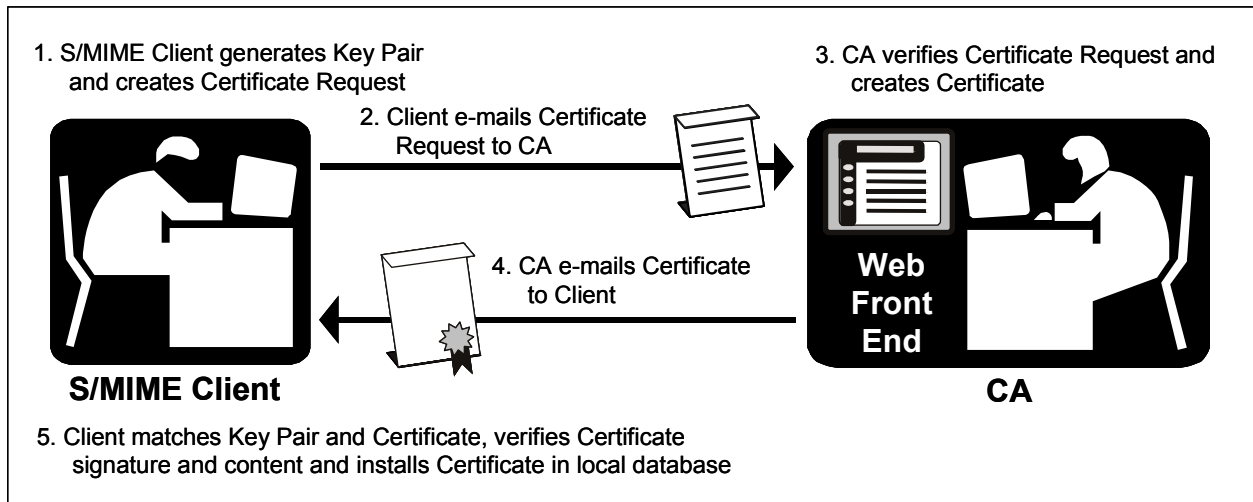 1. S/MIME Client generates Key Pair
and creates Certificate Request
2. Client e-mails Certificate
Request to CA
3. CA verifies Certificate Request and
creates Certificate
4. CA e-mails Certificate
to Client
Web
Front
End
S/MIME Client
CA
5. Client matches Key Pair and Certificate, verifies Certificate
signature and content and installs Certificate in local database